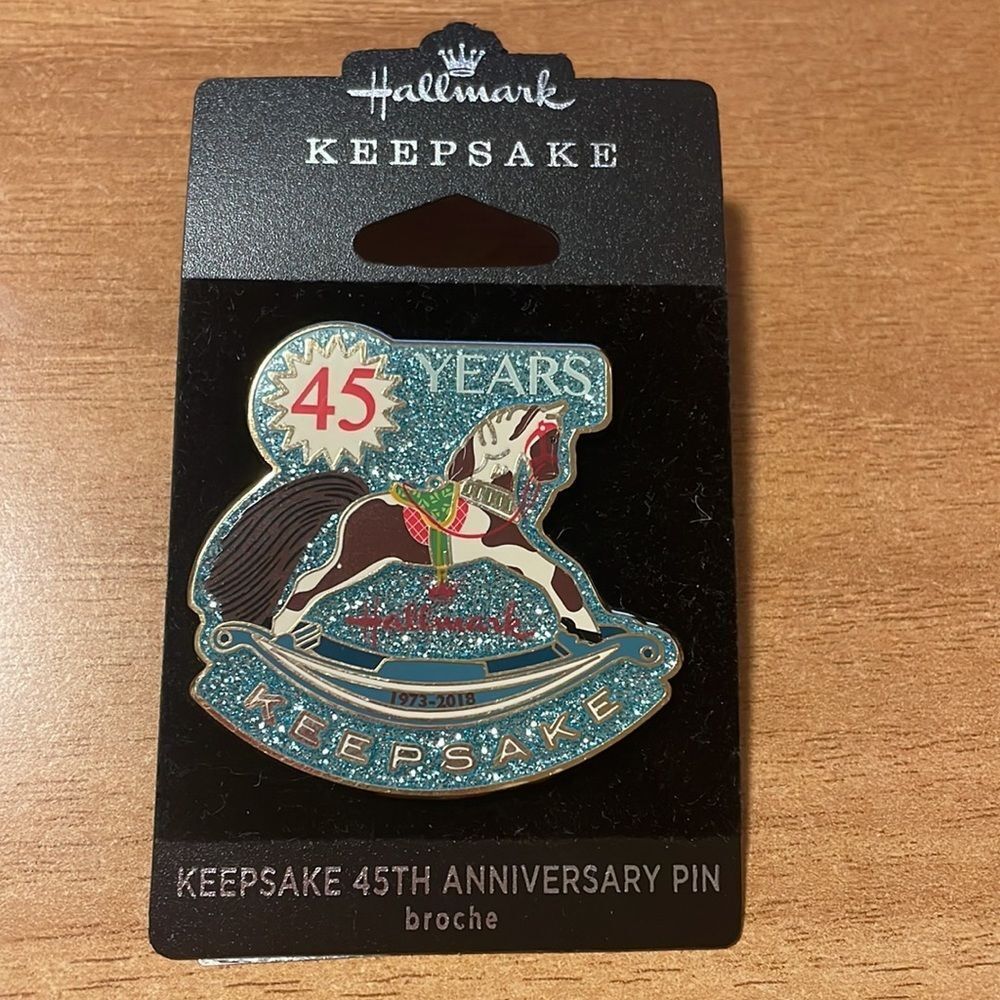 Hallmark
KEEPSAKE
45 YEARS
Hallmark
1973-2018
KEEPSAKE
KEEPSAKE 45TH ANNIVERSARY PIN
broche